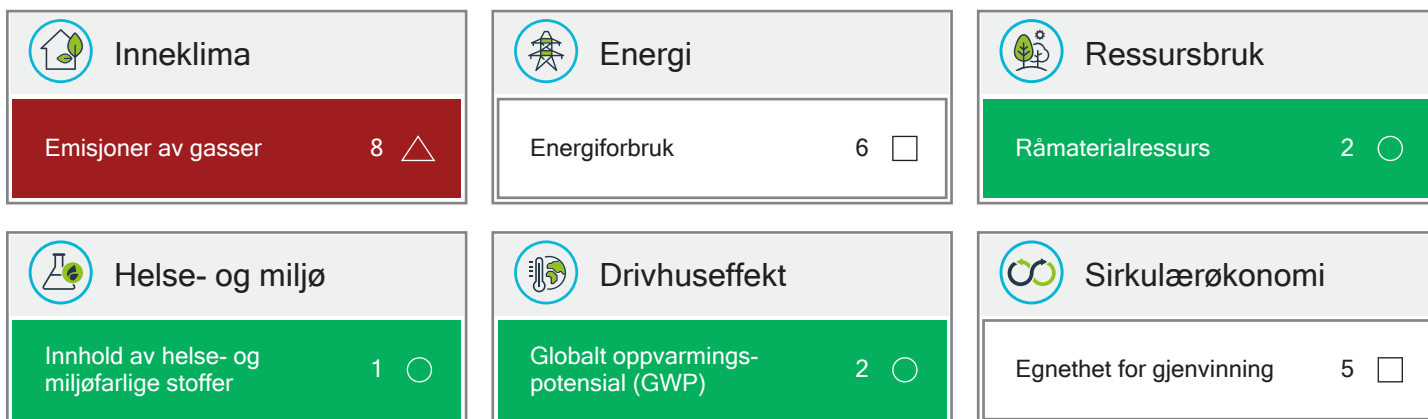 Inneklima
Emisjoner av gasser 8
Energi
Energiforbruk 6
Ressursbruk
Råmaterialressurs 2
Helse- og miljø
Innhold av helse- og
miljøfarlige stoffer 1
Drivhuseffekt
Globalt oppvarmings-
potensial (GWP) 2
Sirkulærøkonomi
Egnethet for gjenvinning 5